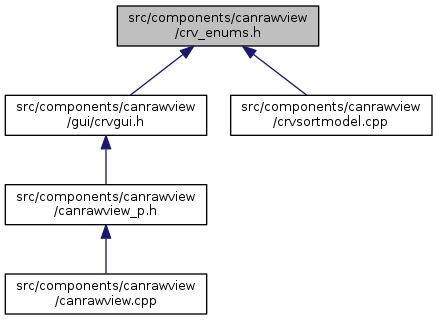 src/components/canrawview
/crv_enums.h
src/components/canrawview
/gui/crvgui.h
src/components/canrawview
/crvsortmodel.cpp
src/components/canrawview
/canrawview_p.h
src/components/canrawview
/canrawview.cpp